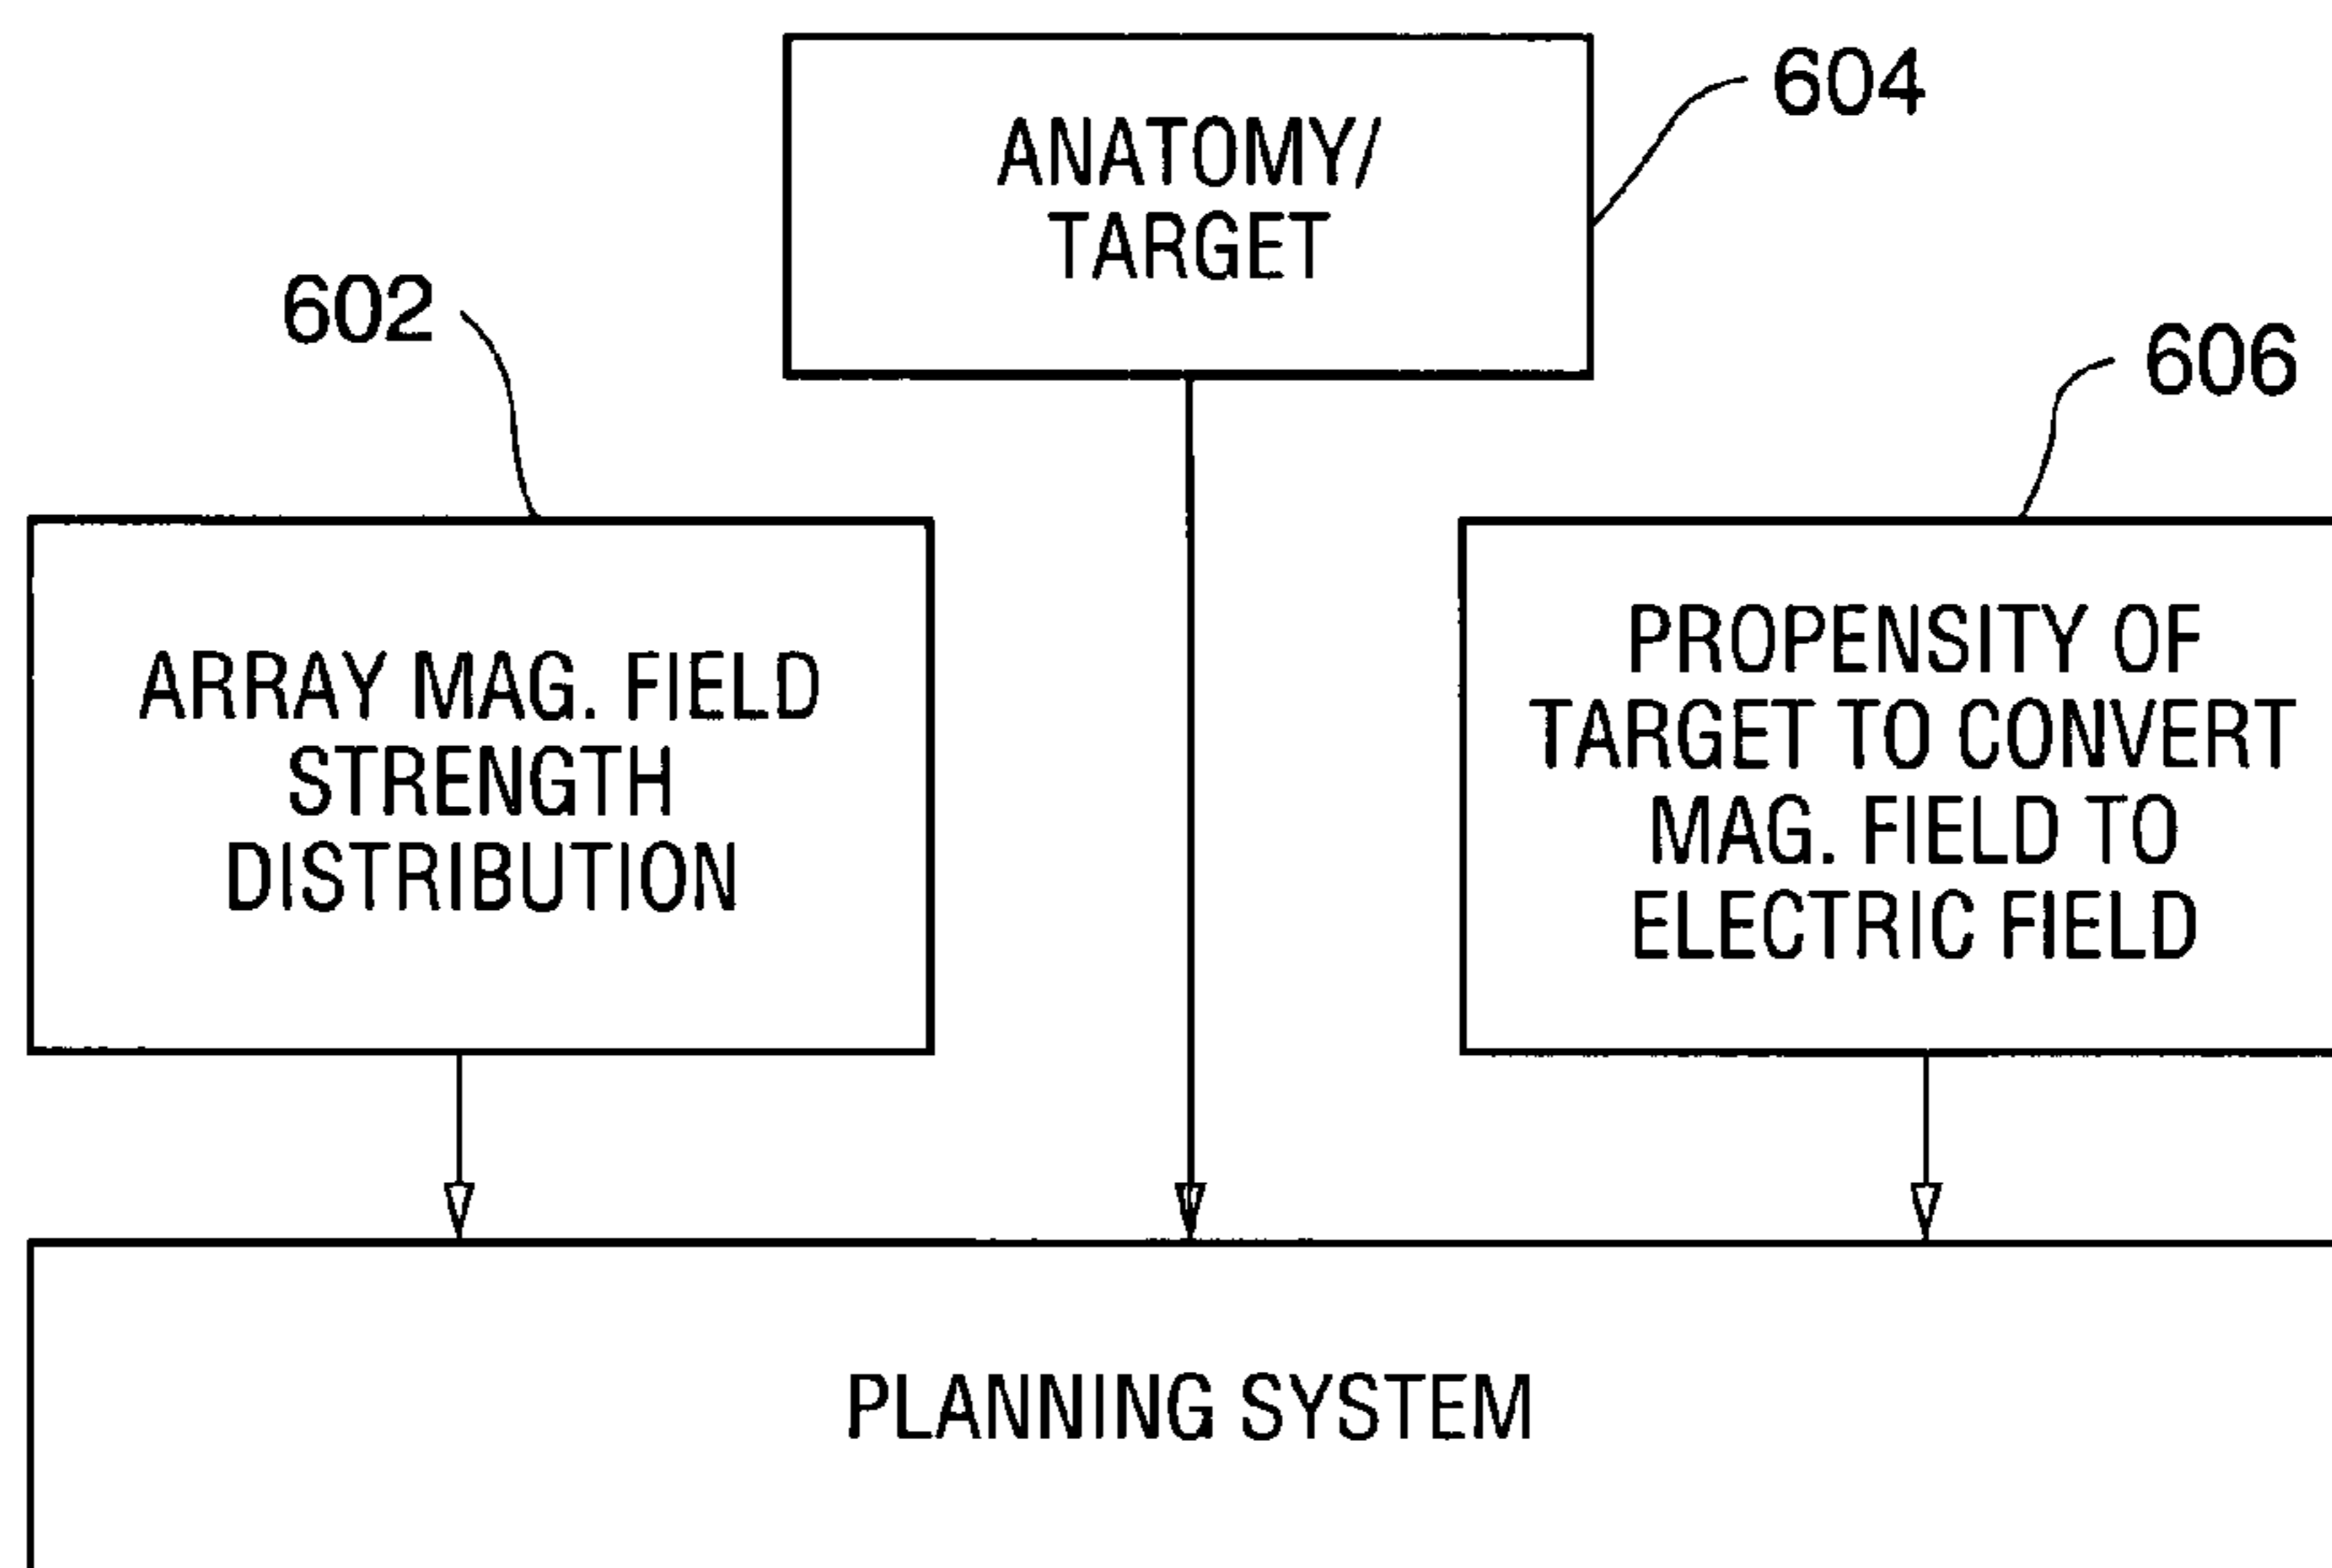 604
ANATOMY/
TARGET
602
606
ARRAY MAG. FIELD
STRENGTH
DISTRIBUTION
PROPENSITY OF
TARGET TO CONVERT
MAG. FIELD TO
ELECTRIC FIELD
PLANNING SYSTEM